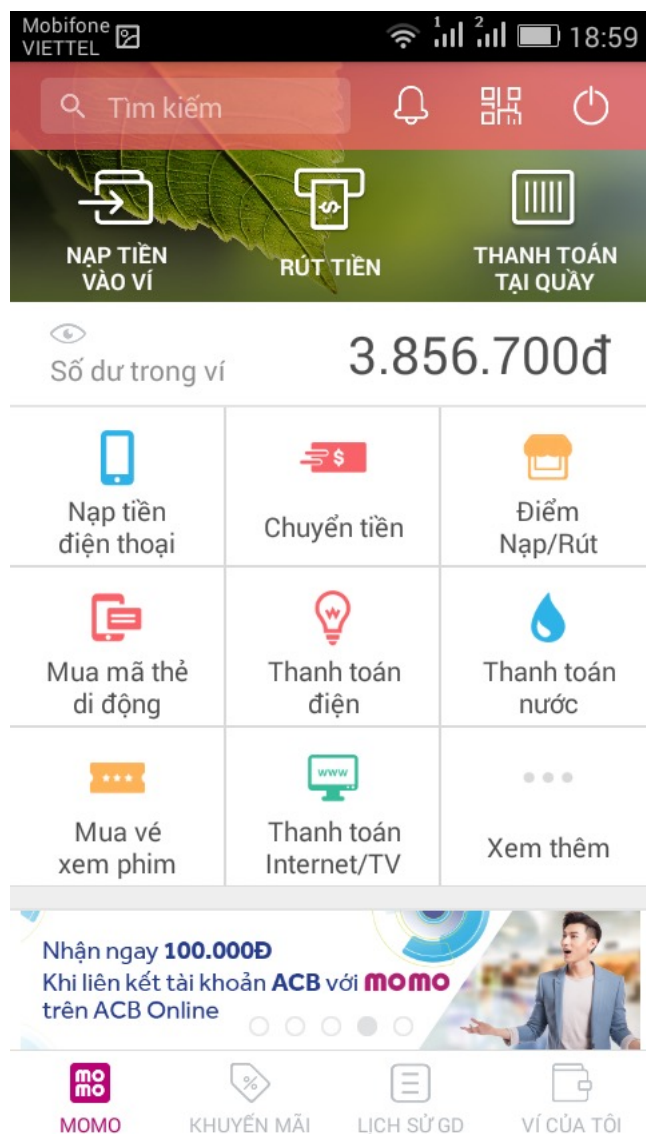 Mobifone
VIETTEL
1 2 18:59
Tìm kiếm
NẠP TIỀN
VÀO VÍ
RÚT TIỀN
THANH TOÁN
TẠI QUẦY
Số dư trong ví
3.856.700đ
Nạp tiền
điện thoại
Chuyển tiền
Điểm
Nạp/Rút
Mua mã thẻ
di động
Thanh toán
điện
Thanh toán
nước
www
Mua vé
xem phim
Thanh toán
Internet/TV
Xem thêm
Nhận ngay 100.000Đ
Khi liên kết tài khoản ACB với momo
trên ACB Online
mo
mo
MOMO
KHUYẾN MÃI
LỊCH SỬ GD
VÍ CỦA TÔI